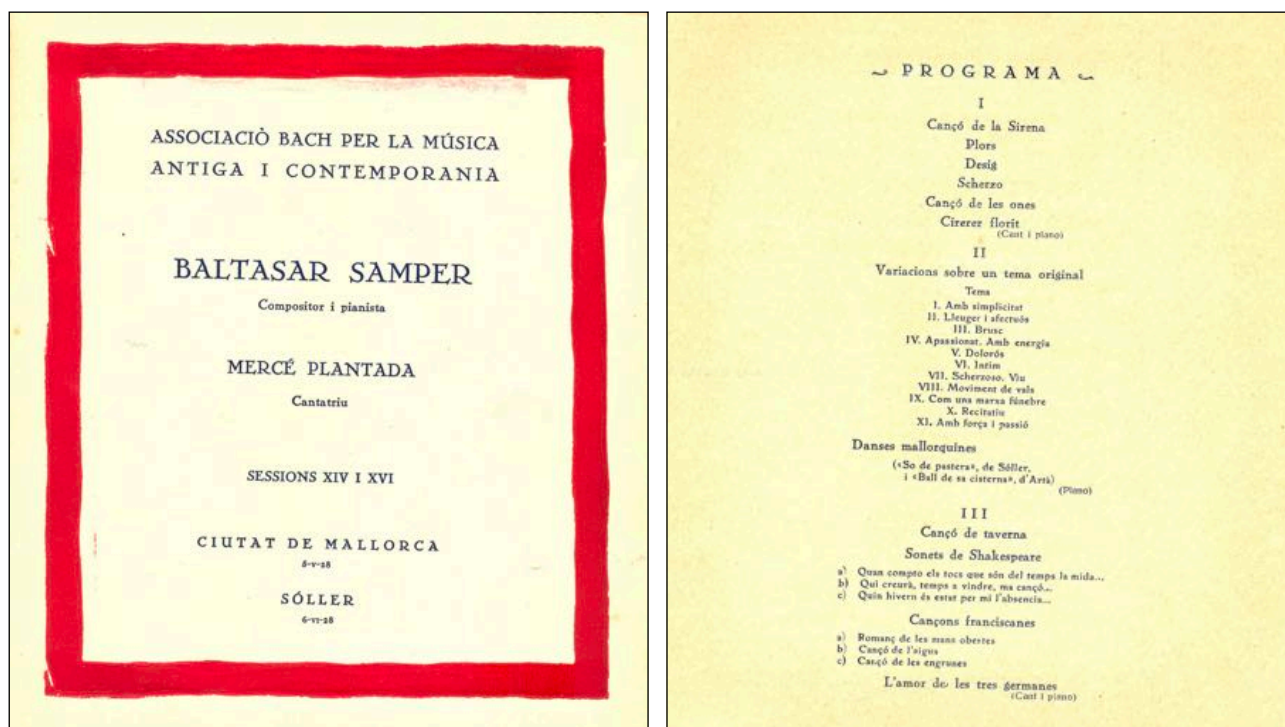 ASSOCIACIÒ BACH PER LA MÚSICA
ANTIGA I CONTEMPORANIA
BALTASAR SAMPER
Compositor i pianista
MERCÉ PLANTADA
Cantatriu
SESSIONS XIV I XVI
CIUTAT DE MALLORCA
5-V-28
SÓLLER
6-VI-28
PROGRAMA
I
Cançó de la Sirena
Plors
Desig
Scherzo
Cançó de les ones
Cirerer florit
(Cant i piano)
II
Variacions sobre un tema original
Tema
I. Amb simplicitat
II. Lleuger i afectuós
III. Brusc
IV. Apassionat. Amb energia
V. Dolorós
VI. Intim
VII. Scherzoso. Viu
VIII. Moviment de vals
IX. Com una marxa fúnebre
X. Recitatiu
XI. Amb força i passió
Danses mallorquines
(«So de pastera», de Sóller,
i «Ball de sa cisterna», d'Artà)
(Piano)
III
Cançó de taverna
Sonets de Shakespeare
a) Quan compto els tocs que són del temps la mida...
b) Qui creurà, temps a vindre, ma cançó...
c) Quin hivern és estat per mi l'absencia...
Cançons franciscanes
a) Romanç de les mans obertes
b) Cançó de l'aigua
c) Cançó de les engrunes
L'amor de les tres germanes
(Cant i piano)